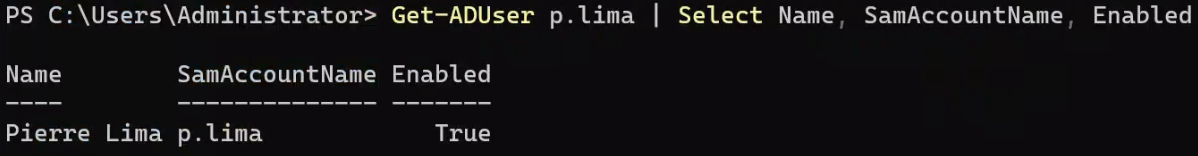 PS C:\Users\Administrator> Get-ADUser p.lima | Select Name, SamAccountName, Enabled
Name        SamAccountName Enabled
----        -------------- -------
Pierre Lima p.lima            True